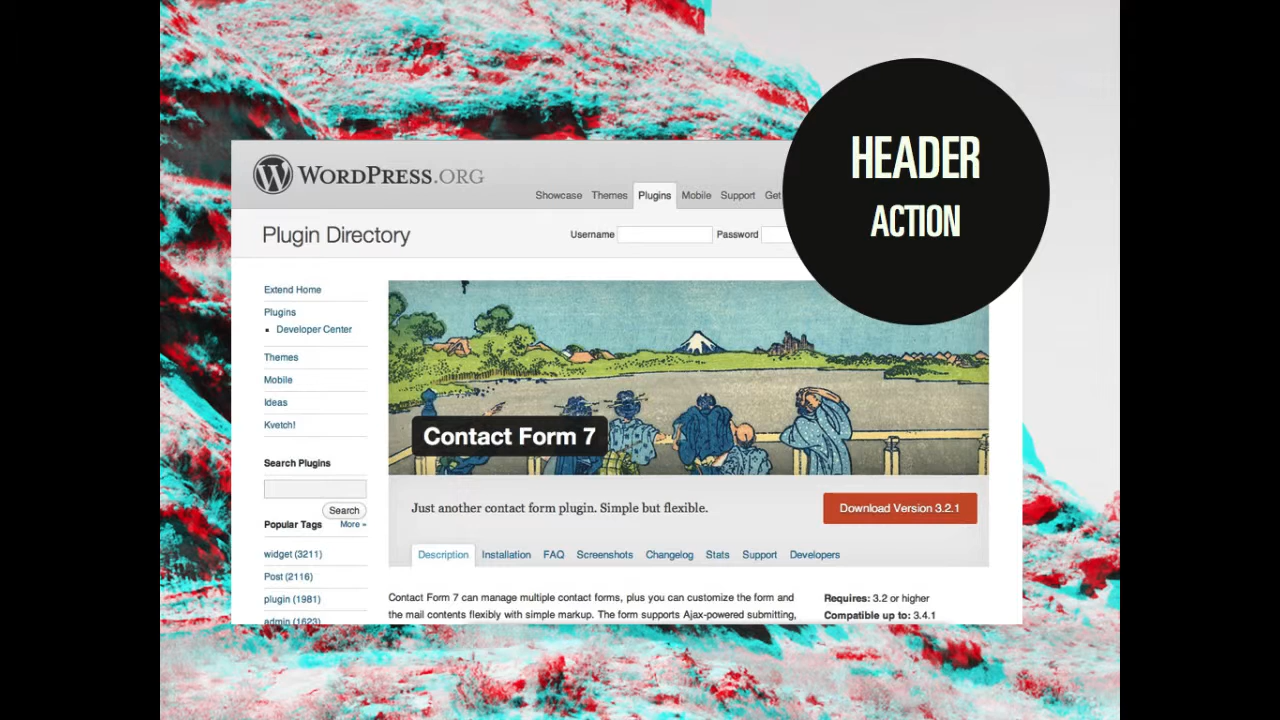 HEADER
ACTION
WORDPRESS.ORG
Showcase Themes Plugins Mobile Support Get
Plugin Directory
Username Password
Extend Home
Plugins
Developer Center
Themes
Mobile
Ideas
Kvetch!
Search Plugins
Search
Popular Tags More »
widget (3211)
Post (2116)
plugin (1981)
admin (1623)
Contact Form 7
Just another contact form plugin. Simple but flexible.
Download Version 3.2.1
Description Installation FAQ Screenshots Changelog Stats Support Developers
Contact Form 7 can manage multiple contact forms, plus you can customize the form and
the mail contents flexibly with simple markup. The form supports Ajax-powered submitting,
Requires: 3.2 or higher
Compatible up to: 3.4.1